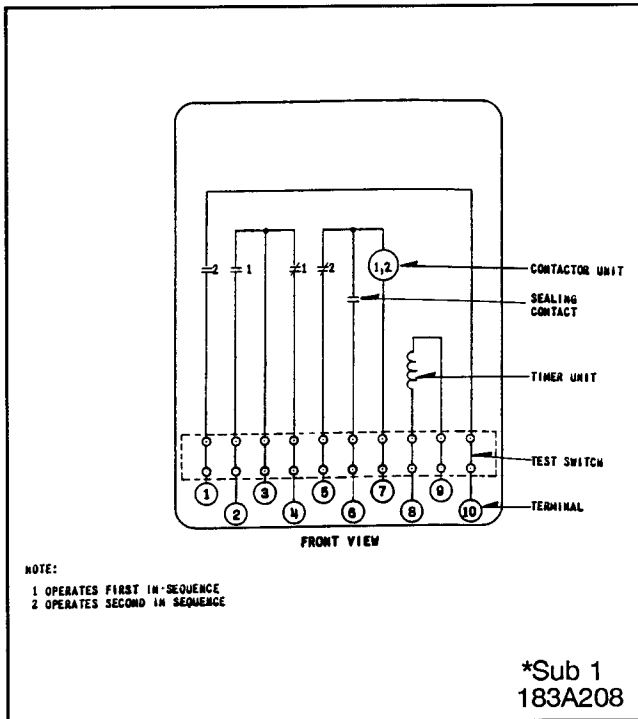 2
1
1
2
1,2
CONTACTOR UNIT
SEALING
CONTACT
TIMER UNIT
TEST SWITCH
1
2
3
4
5
6
7
8
9
10
TERMINAL
FRONT VIEW
NOTE:
1 OPERATES FIRST IN-SEQUENCE
2 OPERATES SECOND IN SEQUENCE
*Sub 1
183A208